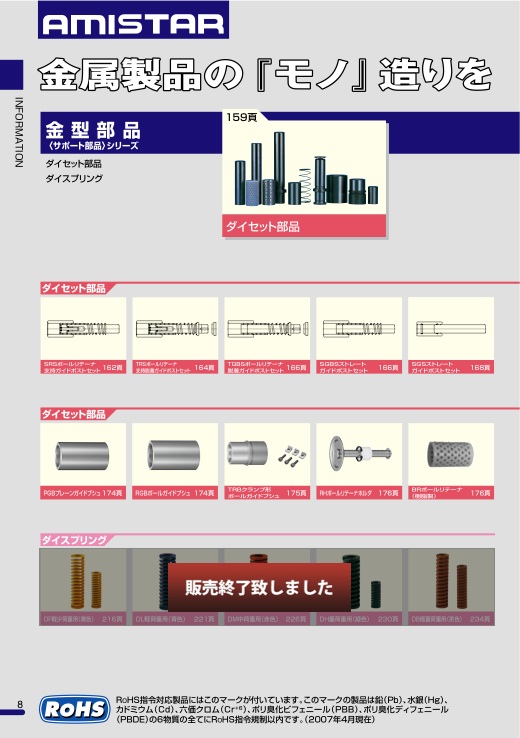 AMISTAR
金属製品の『モノ』造りを
INFORMATION
金型部品
〈サポート部品〉シリーズ
ダイセット部品
ダイスプリング
159頁
ダイセット部品
ダイセット部品
SRSボールリテーナ
支持ガイドポストセット 162頁
TRSボールリテーナ
支持脱着ガイドポストセット 164頁
TGBSボールリテーナ
脱着ガイドポストセット 166頁
SGBSストレート
ガイドポストセット 166頁
SGSストレート
ガイドポストセット 168頁
ダイセット部品
PGBプレーンガイドブシュ 174頁
RGBボールガイドブシュ 174頁
TRBクランプ形
ボールガイドブシュ 175頁
RHボールリテーナホルダ 176頁
BRボールリテーナ
(樹脂製) 176頁
ダイスプリング
販売終了致しました
DF軽少荷重用(黄色) 216頁
DL軽荷重用(青色) 221頁
DM中荷重用(赤色) 226頁
DH重荷重用(緑色) 230頁
DB極重荷重用(茶色) 234頁
8
RoHS
RoHS指令対応製品にはこのマークが付いています。このマークの製品は鉛(Pb)、水銀(Hg)、
カドミウム(Cd)、六価クロム(Cr⁺⁶)、ポリ臭化ビフェニール(PBB)、ポリ臭化ディフェニール
(PBDE)の6物質の全てにRoHS指令規制以内です。(2007年4月現在)